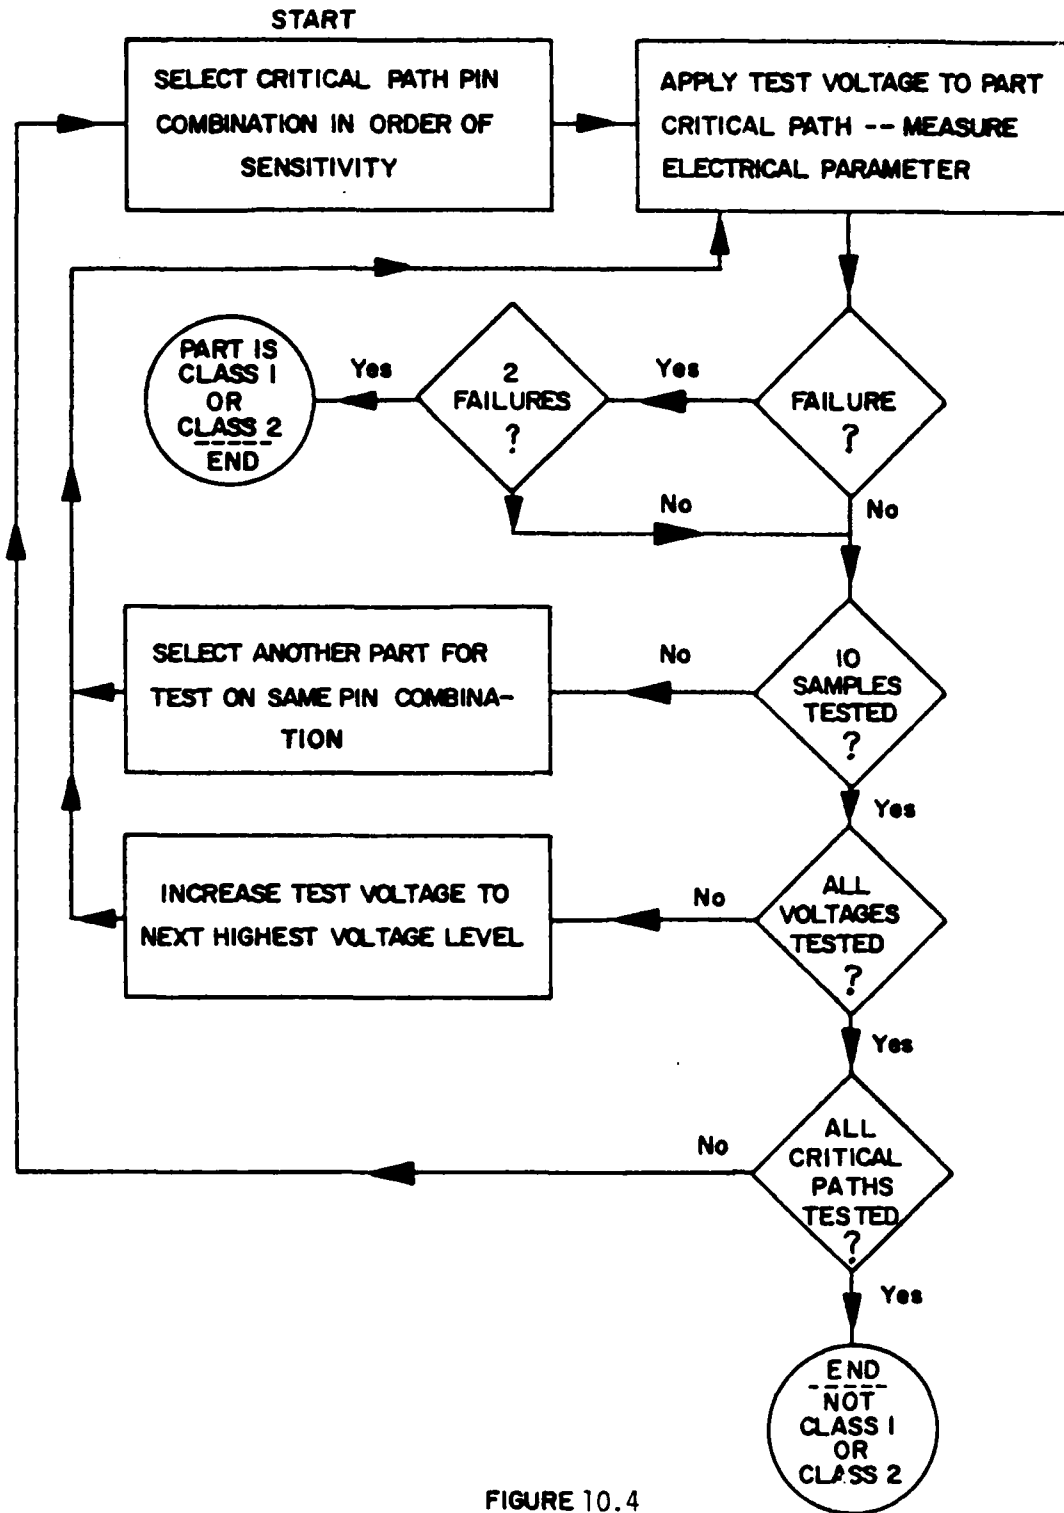 START
SELECT CRITICAL PATH PIN
COMBINATION IN ORDER OF
SENSITIVITY
APPLY TEST VOLTAGE TO PART
CRITICAL PATH -- MEASURE
ELECTRICAL PARAMETER
PART IS
CLASS 1
OR
CLASS 2
END
Yes
2
FAILURES
?
Yes
FAILURE
?
No
No
SELECT ANOTHER PART FOR
TEST ON SAME PIN COMBINA-
TION
No
10
SAMPLES
TESTED
?
Yes
INCREASE TEST VOLTAGE TO
NEXT HIGHEST VOLTAGE LEVEL
No
ALL
VOLTAGES
TESTED
?
Yes
No
ALL
CRITICAL
PATHS
TESTED
?
Yes
END
NOT
CLASS 1
OR
CLASS 2
FIGURE 10.4